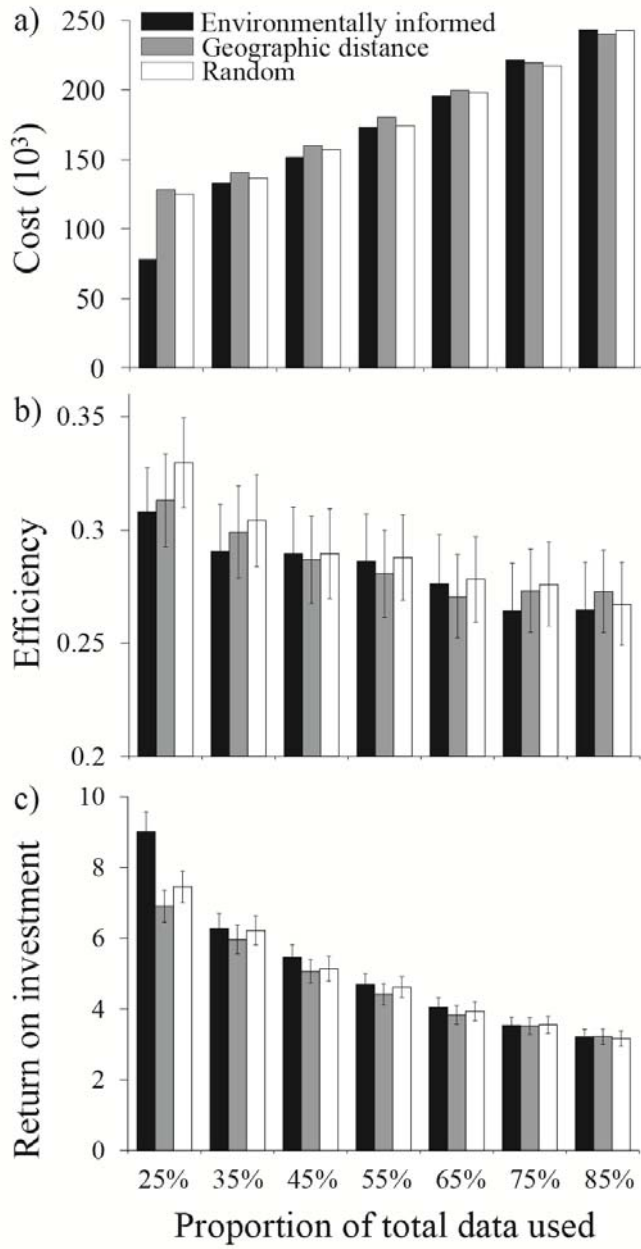 a)
Environmentally informed
Geographic distance
Random
Cost (10³)
250
200
150
100
50
0
b)
Efficiency
0.35
0.3
0.25
0.2
c)
Return on investment
10
8
6
4
2
0
25% 35% 45% 55% 65% 75% 85%
Proportion of total data used